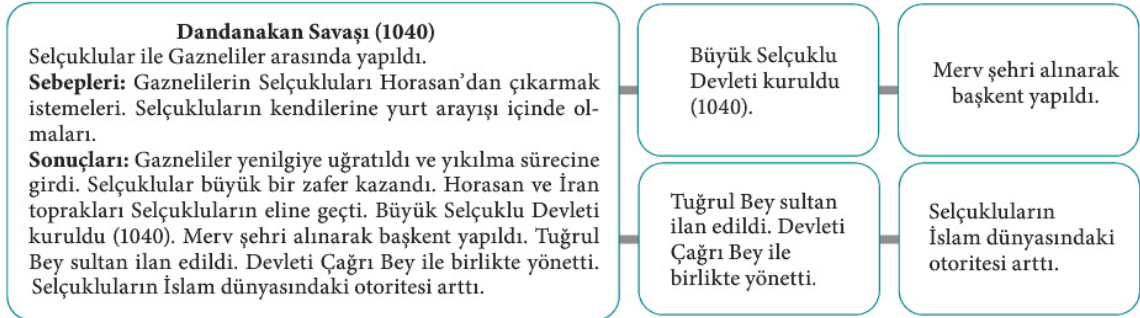 Dandanakan Savaşı (1040)
Selçuklular ile Gazneliler arasında yapıldı.
Sebepleri: Gaznelilerin Selçukluları Horasan'dan çıkarmak
istemeleri. Selçukluların kendilerine yurt arayışı içinde ol-
maları.
Sonuçları: Gazneliler yenilgiye uğratıldı ve yıkılma sürecine
girdi. Selçuklular büyük bir zafer kazandı. Horasan ve İran
toprakları Selçukluların eline geçti. Büyük Selçuklu Devleti
kuruldu (1040). Merv şehri alınarak başkent yapıldı. Tuğrul
Bey sultan ilan edildi. Devleti Çağrı Bey ile birlikte yönetti.
Selçukluların İslam dünyasındaki otoritesi arttı.
Büyük Selçuklu
Devleti kuruldu
(1040).
Merv şehri alınarak
başkent yapıldı.
Tuğrul Bey sultan
ilan edildi. Devleti
Çağrı Bey ile
birlikte yönetti.
Selçukluların
İslam dünyasındaki
otoritesi arttı.